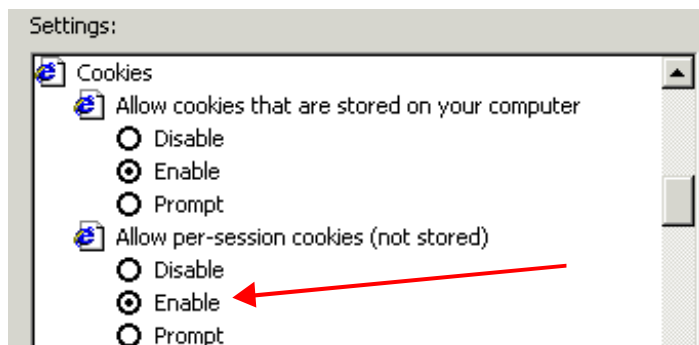 Settings:
Cookies
Allow cookies that are stored on your computer
Disable
Enable
Prompt
Allow per-session cookies (not stored)
Disable
Enable
Prompt